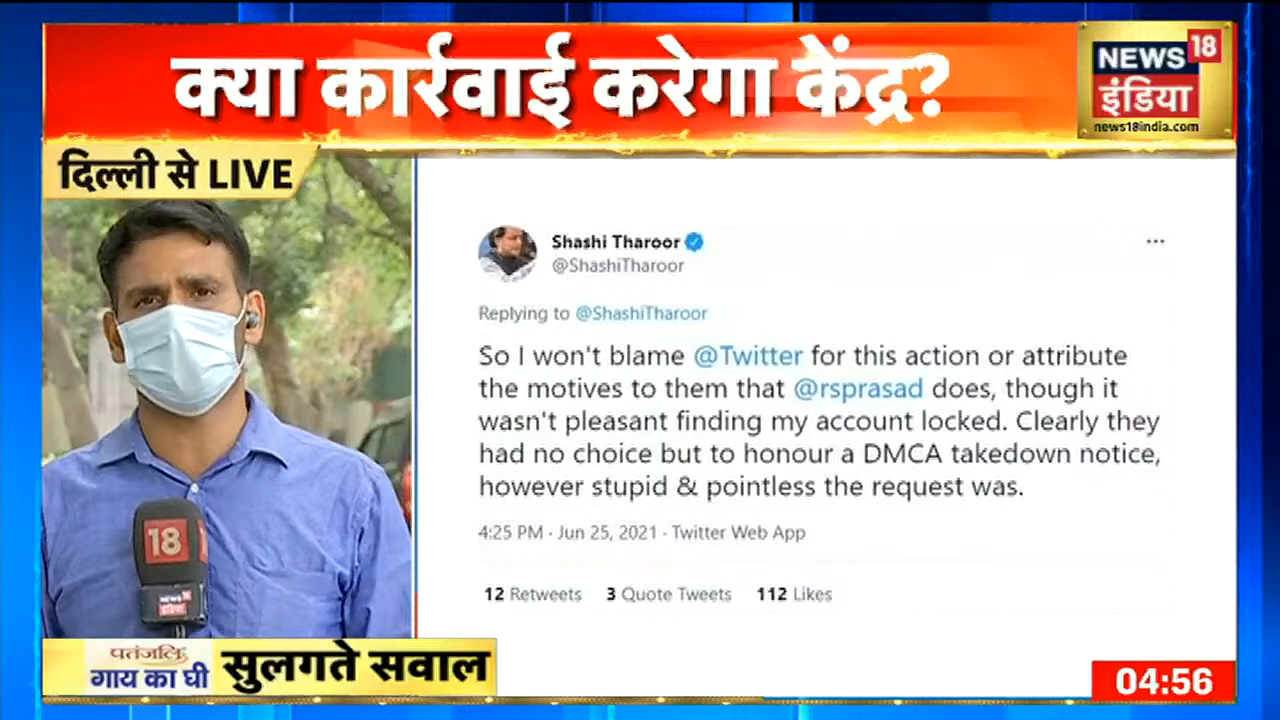 क्या कार्रवाई करेगा केंद्र?
NEWS 18
इंडिया
news18india.com
दिल्ली से LIVE
Shashi Tharoor
@ShashiTharoor
...
Replying to @ShashiTharoor
So I won't blame @Twitter for this action or attribute
the motives to them that @rsprasad does, though it
wasn't pleasant finding my account locked. Clearly they
had no choice but to honour a DMCA takedown notice,
however stupid & pointless the request was.
4:25 PM · Jun 25, 2021 · Twitter Web App
12 Retweets 3 Quote Tweets 112 Likes
18
NEWS 18
इंडिया
पतंजलि
गाय का घी
सुलगते सवाल
04:56